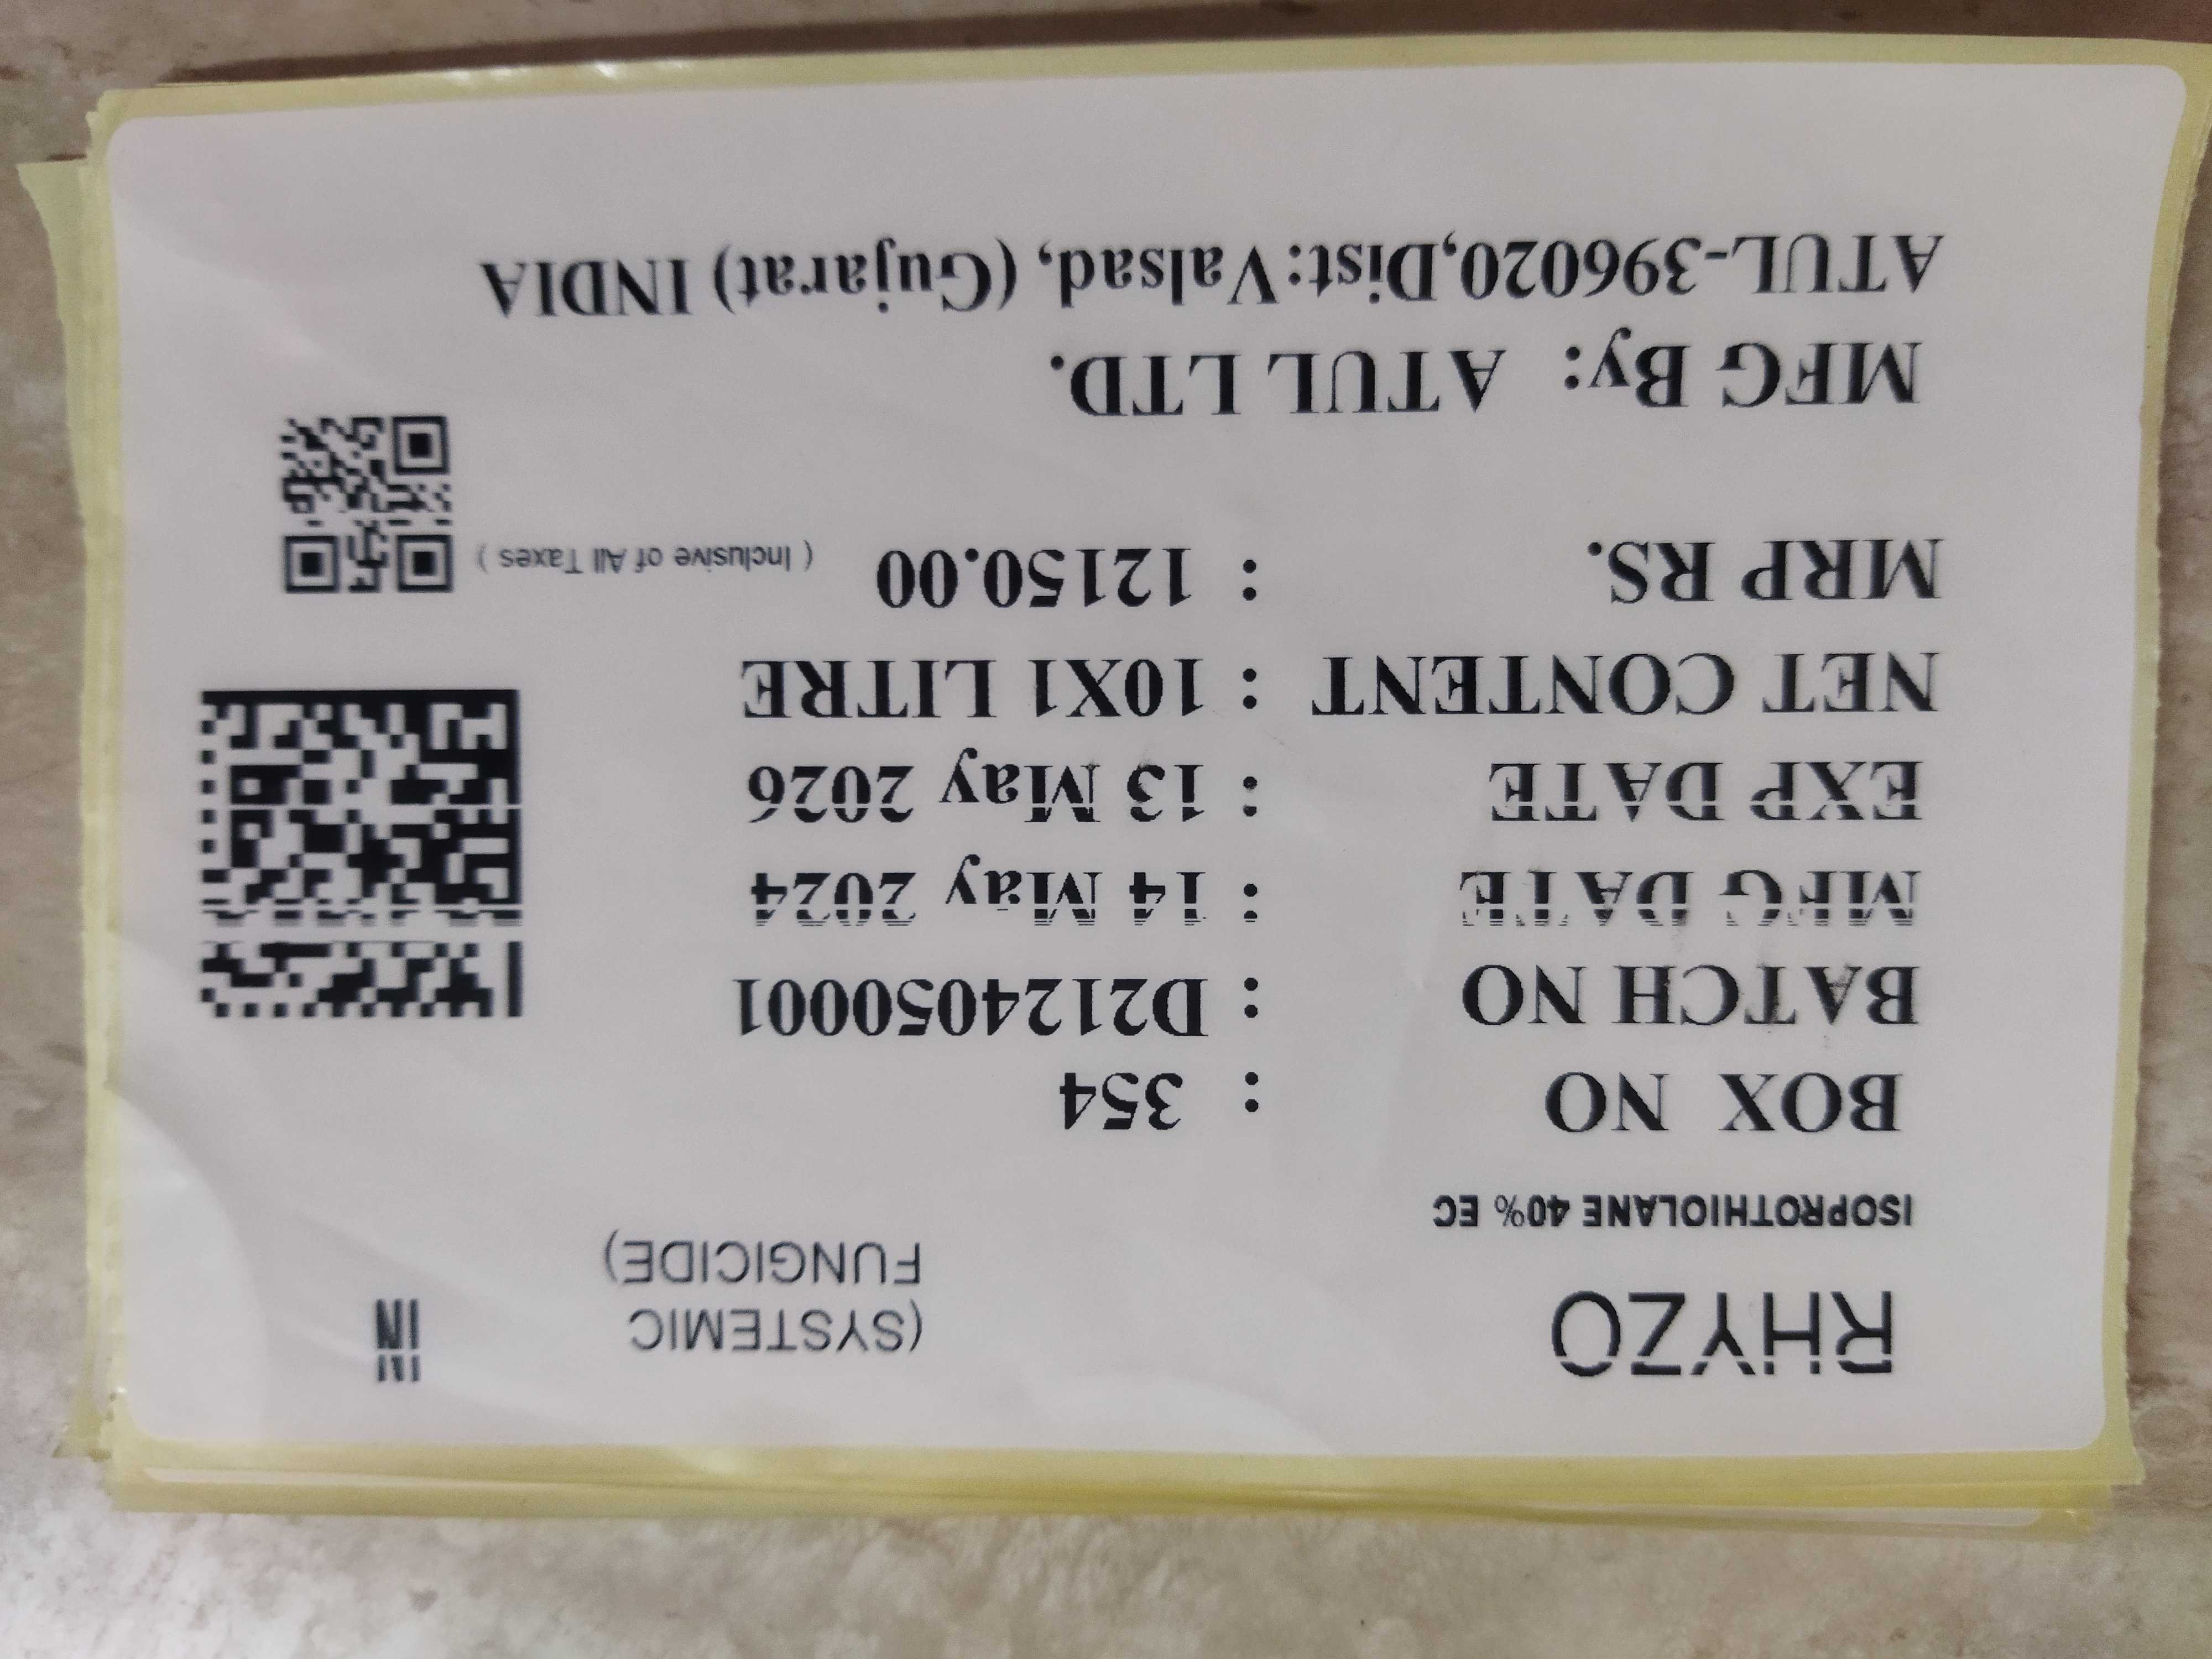 RHYZO
(SYSTEMIC
FUNGICIDE)
IN
IN
ISOPROTHIOLANE 40% EC
BOX NO : 354
BATCH NO : D2124050001
MFG DATE : 14 May 2024
EXP DATE : 13 May 2026
NET CONTENT : 10X1 LITRE
MRP RS. : 12150.00 ( Inclusive of All Taxes )
MFG By: ATUL LTD.
ATUL-396020,Dist:Valsad, (Gujarat) INDIA